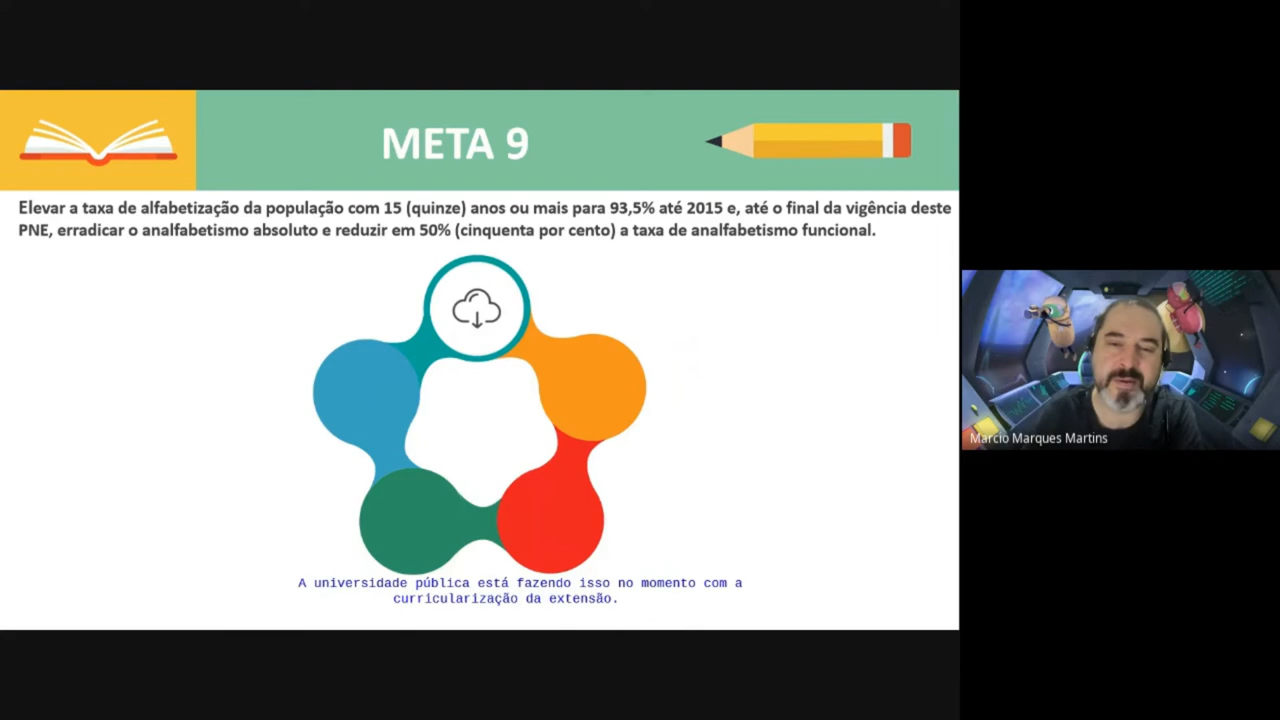 META 9
Elevar a taxa de alfabetização da população com 15 (quinze) anos ou mais para 93,5% até 2015 e, até o final da vigência deste
PNE, erradicar o analfabetismo absoluto e reduzir em 50% (cinquenta por cento) a taxa de analfabetismo funcional.
A universidade pública está fazendo isso no momento com a
curricularização da extensão.
Marcio Marques Martins